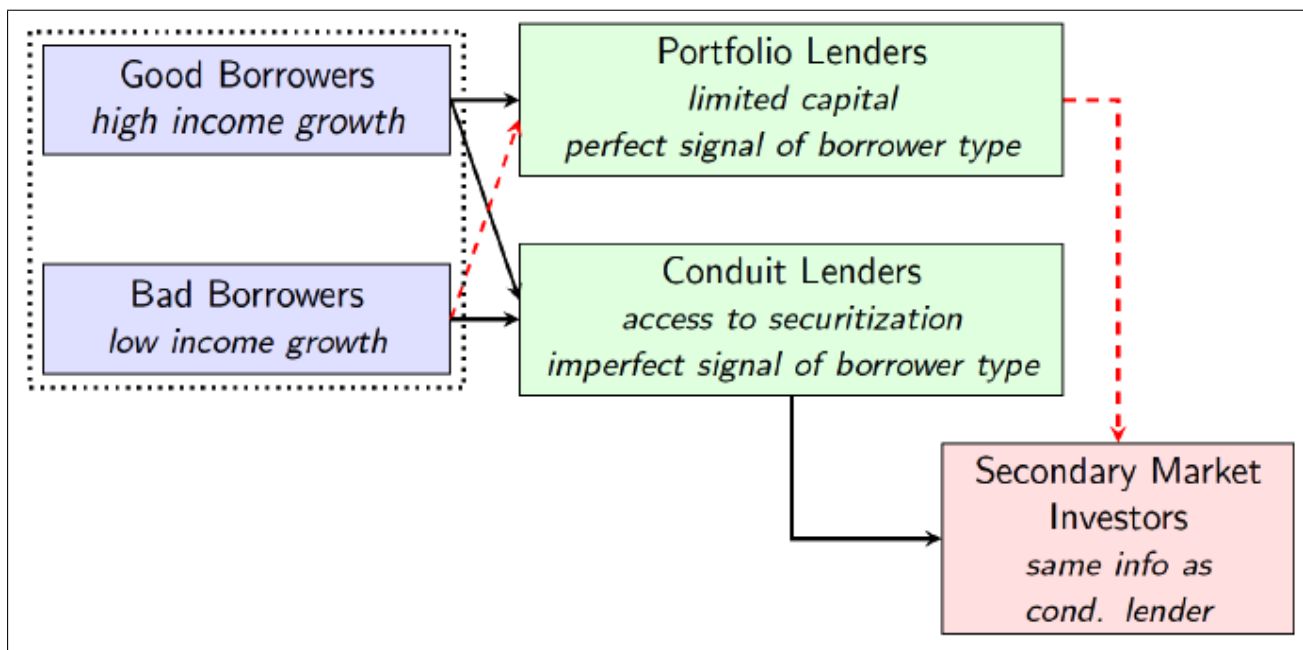 Good Borrowers
high income growth
Portfolio Lenders
limited capital
perfect signal of borrower type
Bad Borrowers
low income growth
Conduit Lenders
access to securitization
imperfect signal of borrower type
Secondary Market
Investors
same info as
cond. lender